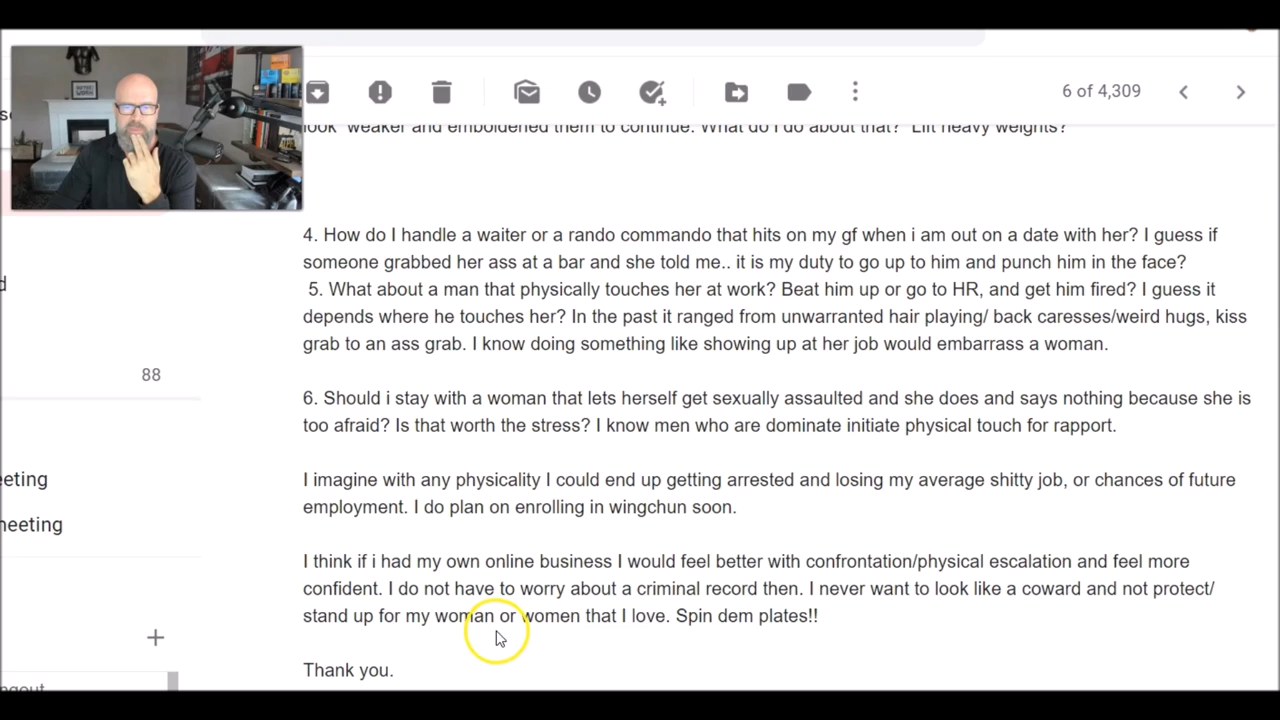 6 of 4,309
look weaker and emboldened them to continue. What do I do about that? Lift heavy weights?
4. How do I handle a waiter or a rando commando that hits on my gf when i am out on a date with her? I guess if
someone grabbed her ass at a bar and she told me.. it is my duty to go up to him and punch him in the face?
5. What about a man that physically touches her at work? Beat him up or go to HR, and get him fired? I guess it
depends where he touches her? In the past it ranged from unwarranted hair playing/ back caresses/weird hugs, kiss
grab to an ass grab. I know doing something like showing up at her job would embarrass a woman.
88
6. Should i stay with a woman that lets herself get sexually assaulted and she does and says nothing because she is
too afraid? Is that worth the stress? I know men who are dominate initiate physical touch for rapport.
eeting
I imagine with any physicality I could end up getting arrested and losing my average shitty job, or chances of future
employment. I do plan on enrolling in wingchun soon.
neeting
I think if i had my own online business I would feel better with confrontation/physical escalation and feel more
confident. I do not have to worry about a criminal record then. I never want to look like a coward and not protect/
stand up for my woman or women that I love. Spin dem plates!!
Thank you.